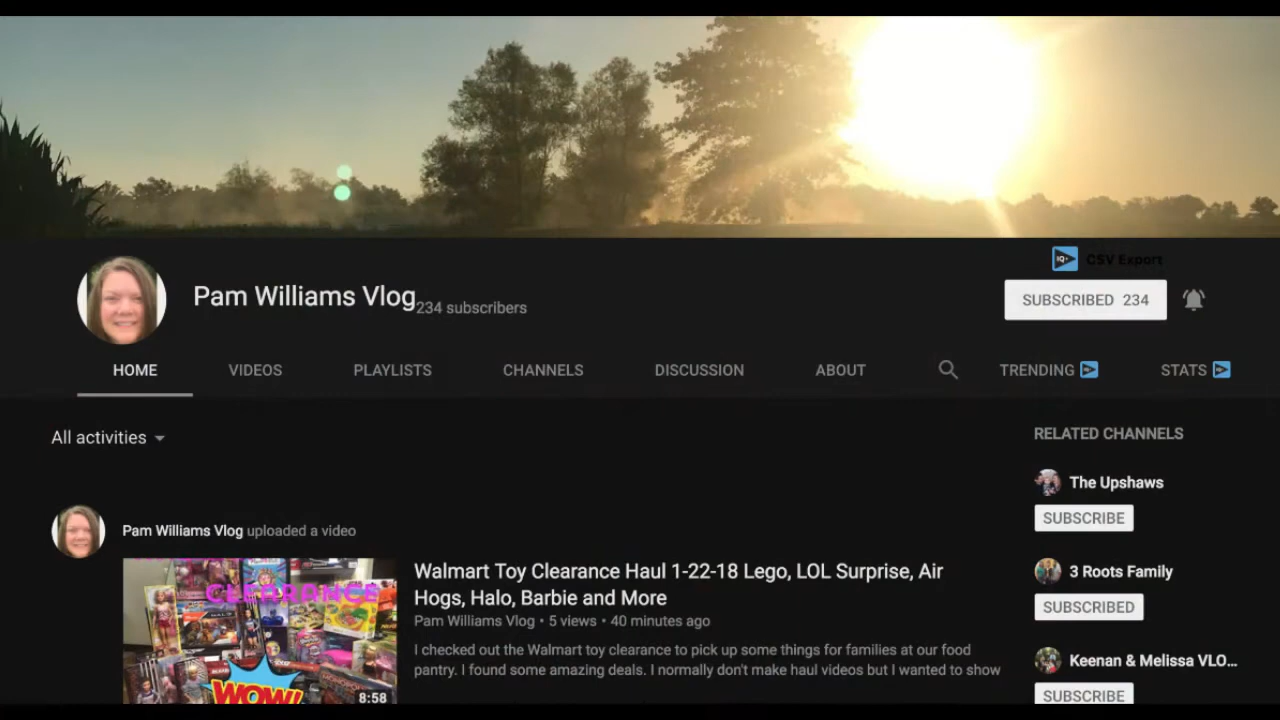 CSV Export
Pam Williams Vlog 234 subscribers
SUBSCRIBED 234
HOME VIDEOS PLAYLISTS CHANNELS DISCUSSION ABOUT TRENDING STATS
All activities
RELATED CHANNELS
The Upshaws
SUBSCRIBE
Pam Williams Vlog uploaded a video
CLEARANCE
WOW!
8:58
Walmart Toy Clearance Haul 1-22-18 Lego, LOL Surprise, Air
Hogs, Halo, Barbie and More
Pam Williams Vlog • 5 views • 40 minutes ago
I checked out the Walmart toy clearance to pick up some things for families at our food
pantry. I found some amazing deals. I normally don't make haul videos but I wanted to show
3 Roots Family
SUBSCRIBED
Keenan & Melissa VLO...
SUBSCRIBE